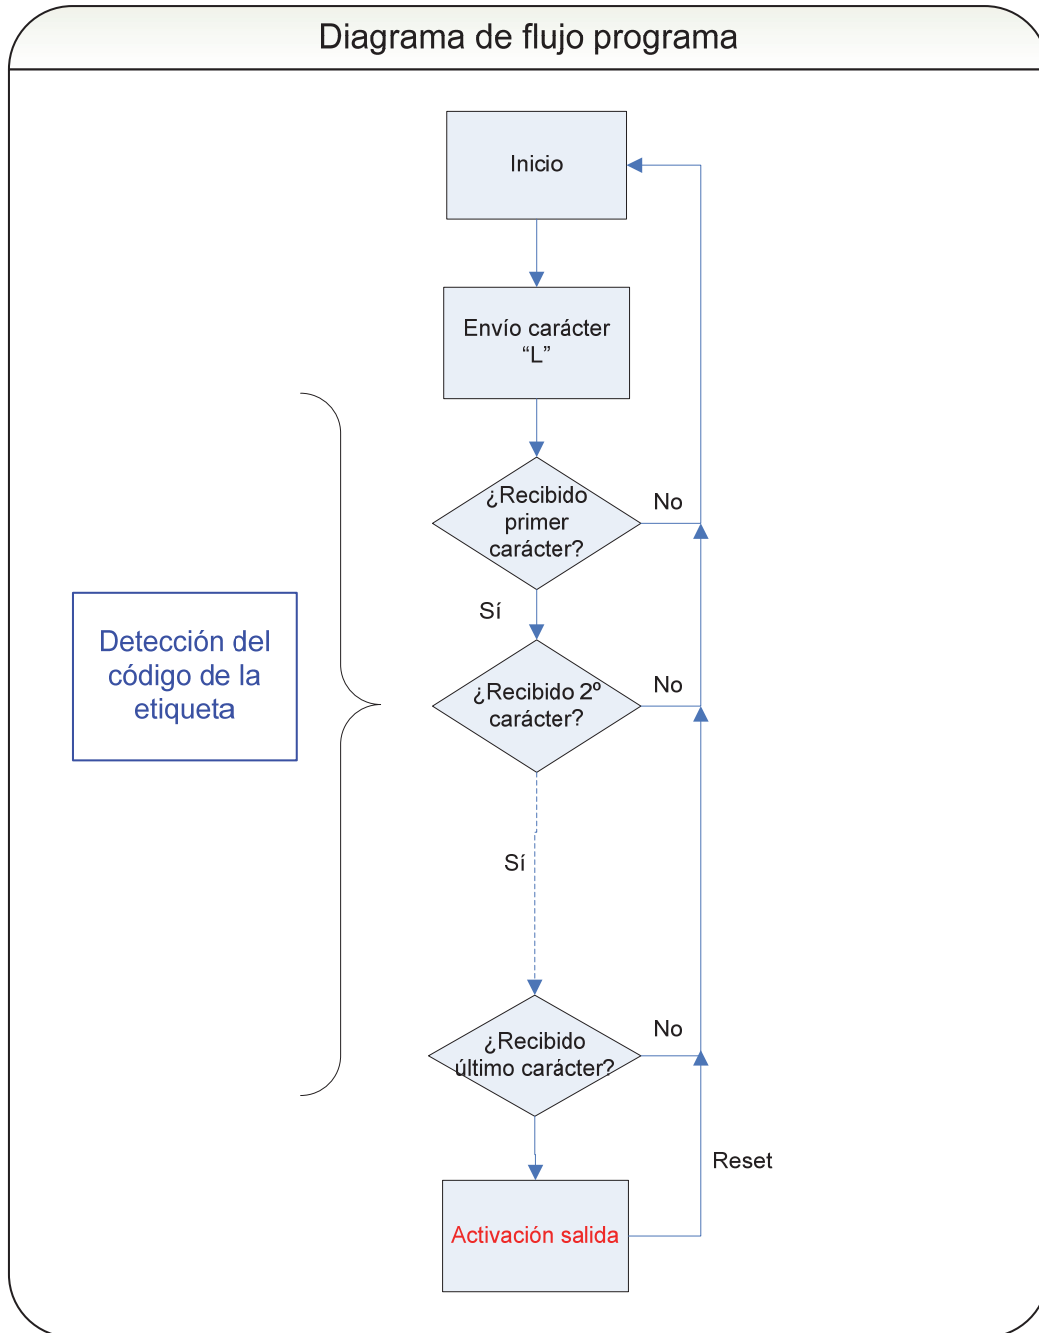 Diagrama de flujo programa
Inicio
Envío carácter
“L”
¿Recibido
primer
carácter?
No
Sí
Detección del
código de la
etiqueta
¿Recibido 2º
carácter?
No
Sí
¿Recibido
último carácter?
No
Reset
Activación salida